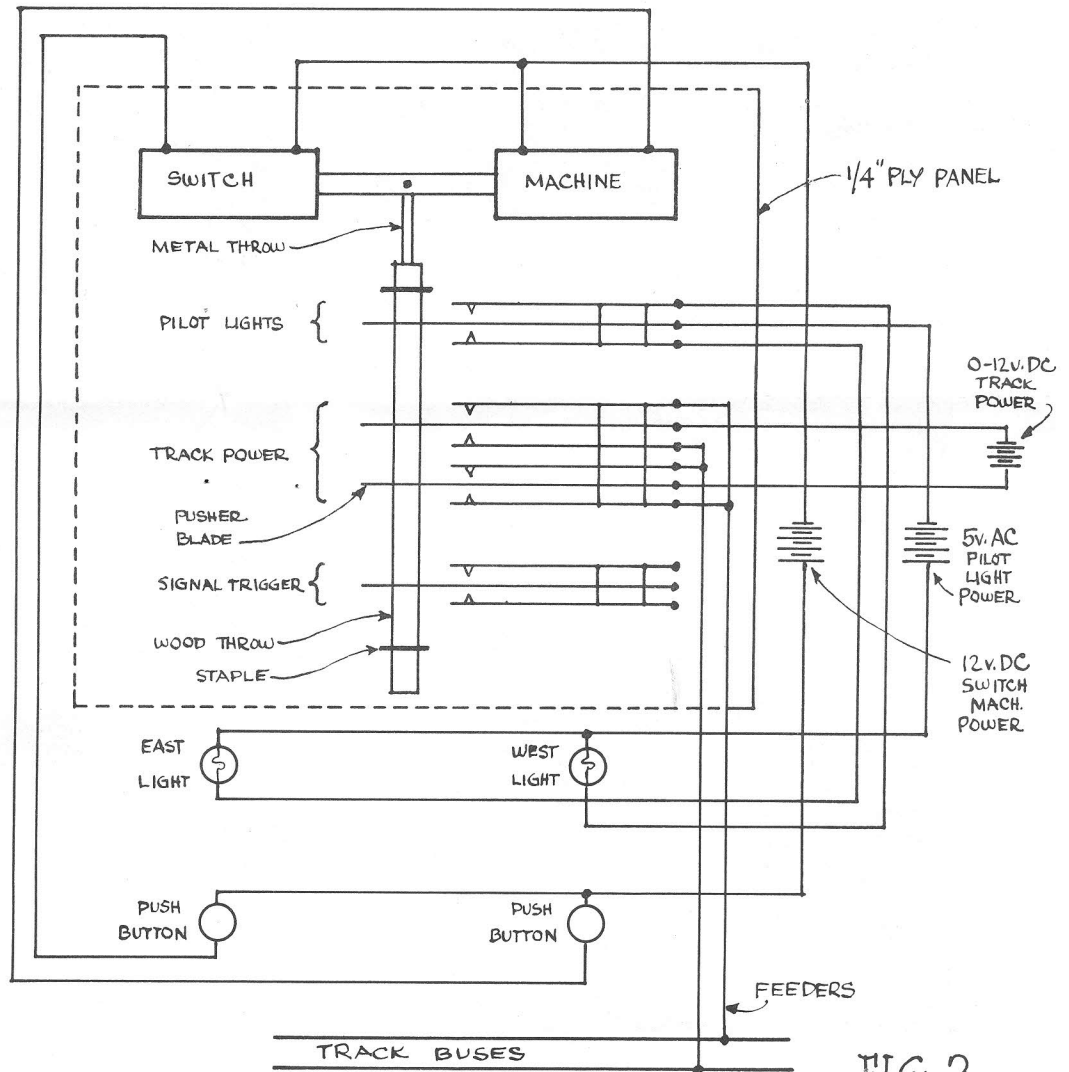 SWITCH
MACHINE
1/4" PLY PANEL
METAL THROW
PILOT LIGHTS
0-12V. DC
TRACK
POWER
TRACK POWER
PUSHER
BLADE
5V. AC
PILOT
LIGHT
POWER
SIGNAL TRIGGER
WOOD THROW
STAPLE
12V. DC
SWITCH
MACH.
POWER
EAST
LIGHT
WEST
LIGHT
PUSH
BUTTON
PUSH
BUTTON
FEEDERS
TRACK BUSES
FIG 2